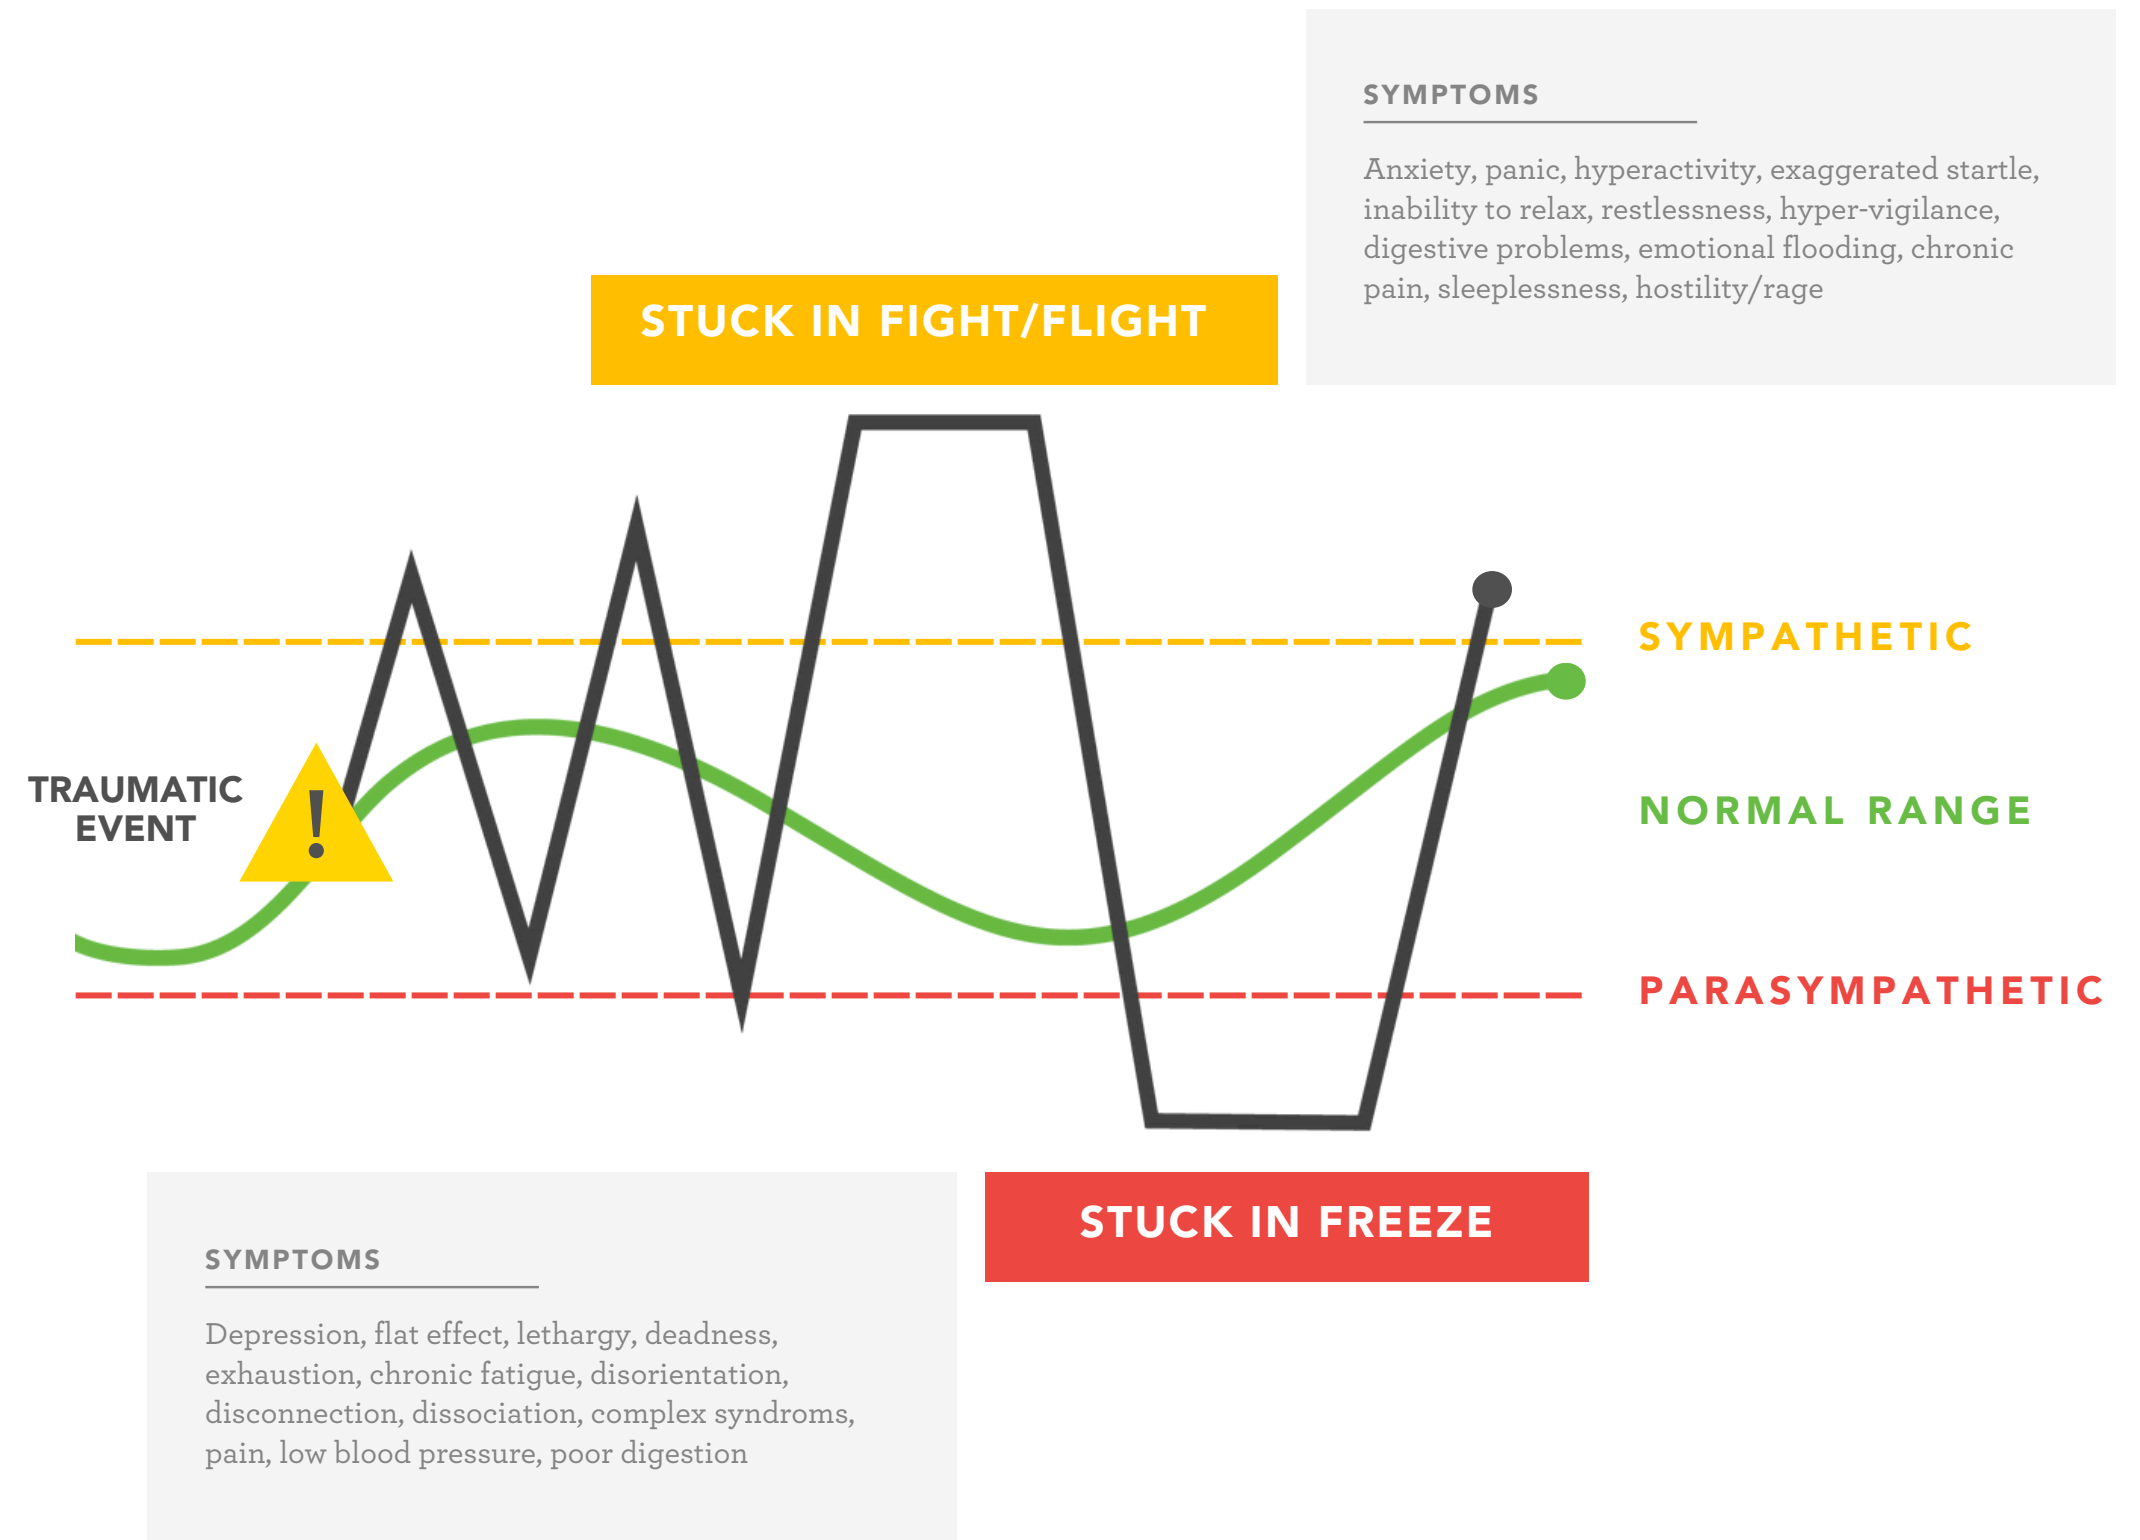 SYMPTOMS
Anxiety, panic, hyperactivity, exaggerated startle,
inability to relax, restlessness, hyper-vigilance,
digestive problems, emotional flooding, chronic
pain, sleeplessness, hostility/rage
STUCK IN FIGHT/FLIGHT
SYMPATHETIC
TRAUMATIC
EVENT
!
NORMAL RANGE
PARASYMPATHETIC
STUCK IN FREEZE
SYMPTOMS
Depression, flat effect, lethargy, deadness,
exhaustion, chronic fatigue, disorientation,
disconnection, dissociation, complex syndroms,
pain, low blood pressure, poor digestion